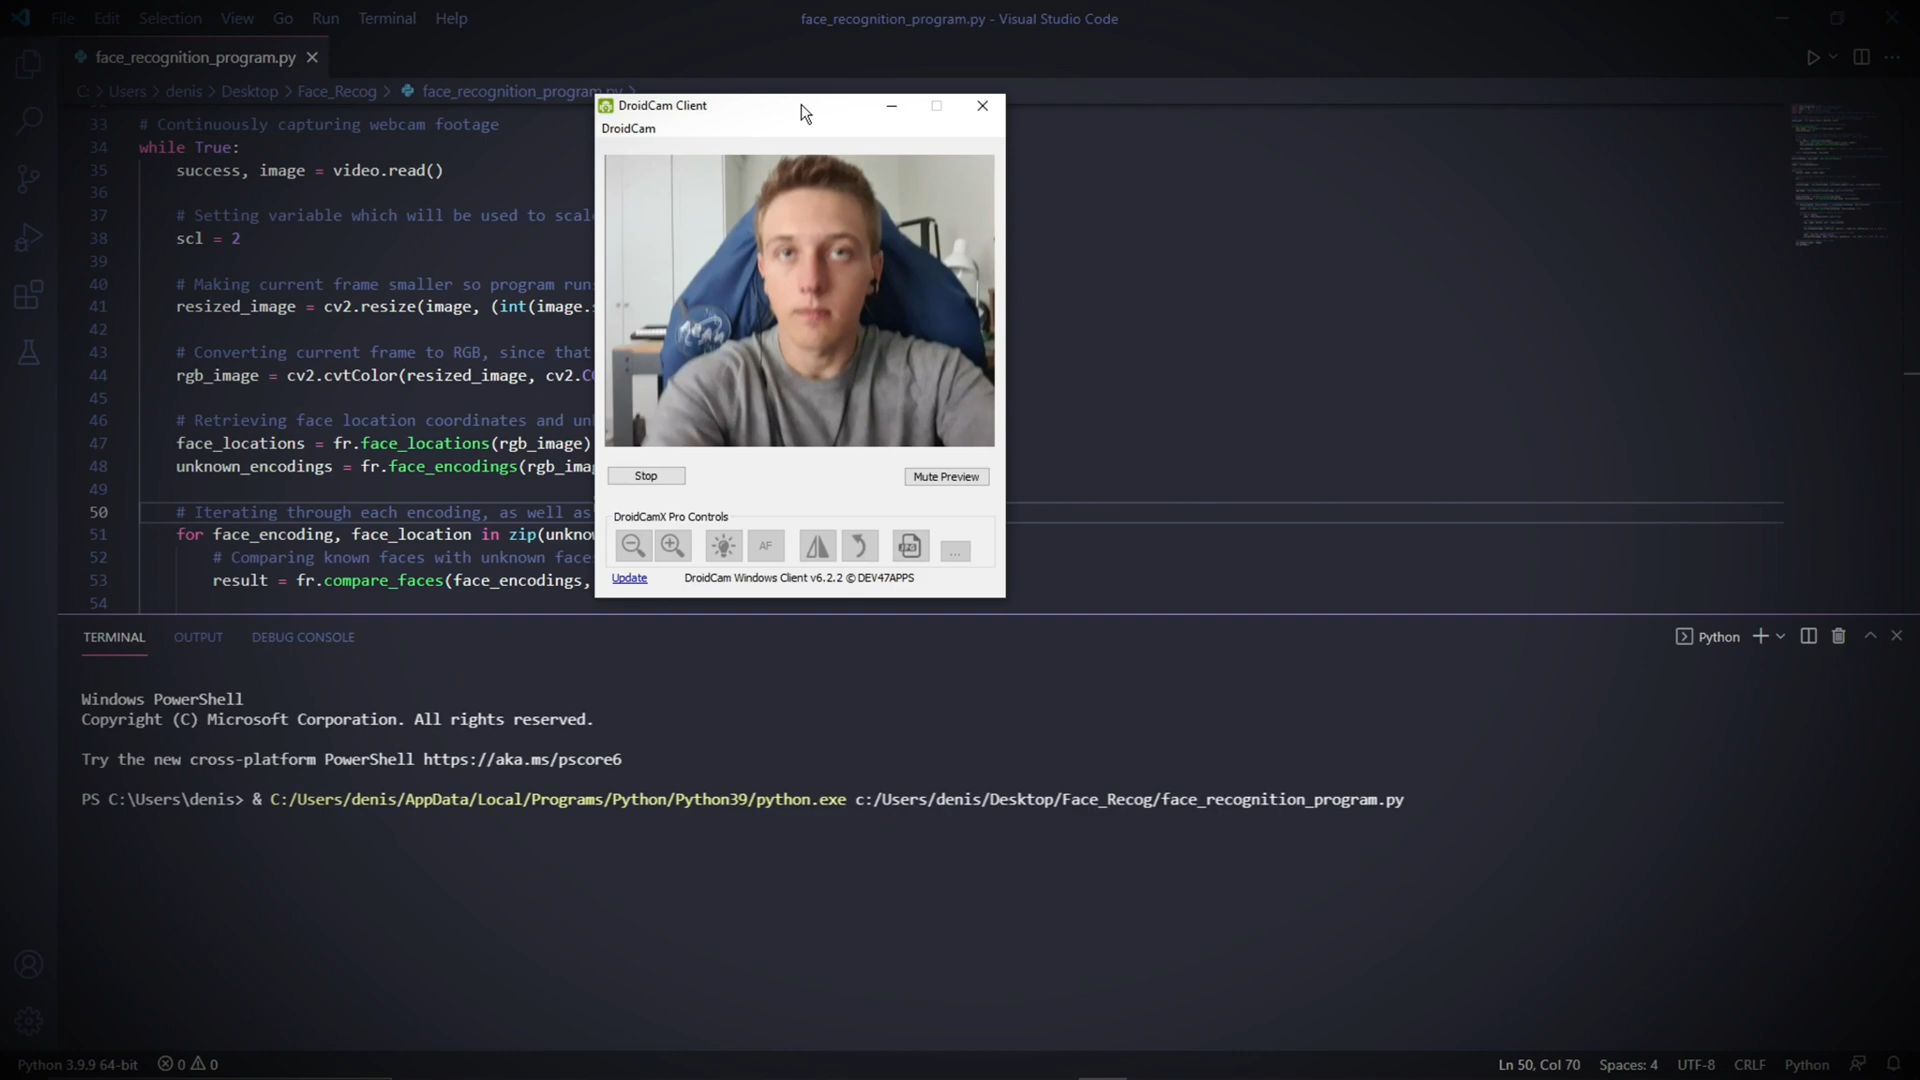 File Edit Selection View Go Run Terminal Help
face_recognition_program.py - Visual Studio Code
face_recognition_program.py
C: > Users > denis > Desktop > Face_Recog > face_recognition_program.py >
33 # Continuously capturing webcam footage
34 while True:
35 success, image = video.read()
36
37 # Setting variable which will be used to scal
38 scl = 2
39
40 # Making current frame smaller so program run
41 resized_image = cv2.resize(image, (int(image.
42
43 # Converting current frame to RGB, since that
44 rgb_image = cv2.cvtColor(resized_image, cv2.CO
45
46 # Retrieving face location coordinates and un
47 face_locations = fr.face_locations(rgb_image)
48 unknown_encodings = fr.face_encodings(rgb_ima
49
50 # Iterating through each encoding, as well as
51 for face_encoding, face_location in zip(unkno
52 # Comparing known faces with unknown face
53 result = fr.compare_faces(face_encodings,
54
DroidCam Client
DroidCam
Stop
Mute Preview
DroidCamX Pro Controls
AF
JPG
...
Update
DroidCam Windows Client v6.2.2 © DEV47APPS
TERMINAL OUTPUT DEBUG CONSOLE
Python
Windows PowerShell
Copyright (C) Microsoft Corporation. All rights reserved.
Try the new cross-platform PowerShell https://aka.ms/pscore6
PS C:\Users\denis> & C:/Users/denis/AppData/Local/Programs/Python/Python39/python.exe c:/Users/denis/Desktop/Face_Recog/face_recognition_program.py
Python 3.9.9 64-bit 0 0
Ln 50, Col 70 Spaces: 4 UTF-8 CRLF Python